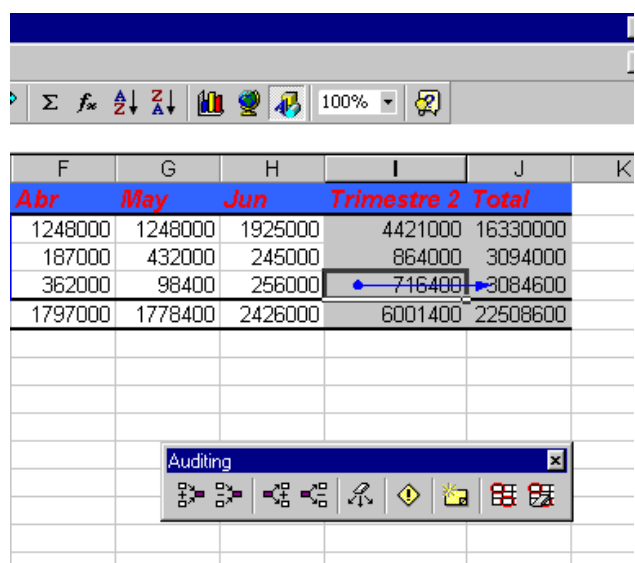 Σ f* A Z Z A 100%
F G H I J K
Abr May Jun Trimestre 2 Total
1248000 1248000 1925000 4421000 16330000
187000 432000 245000 864000 3094000
362000 98400 256000 716400 3084600
1797000 1778400 2426000 6001400 22508600
Auditing